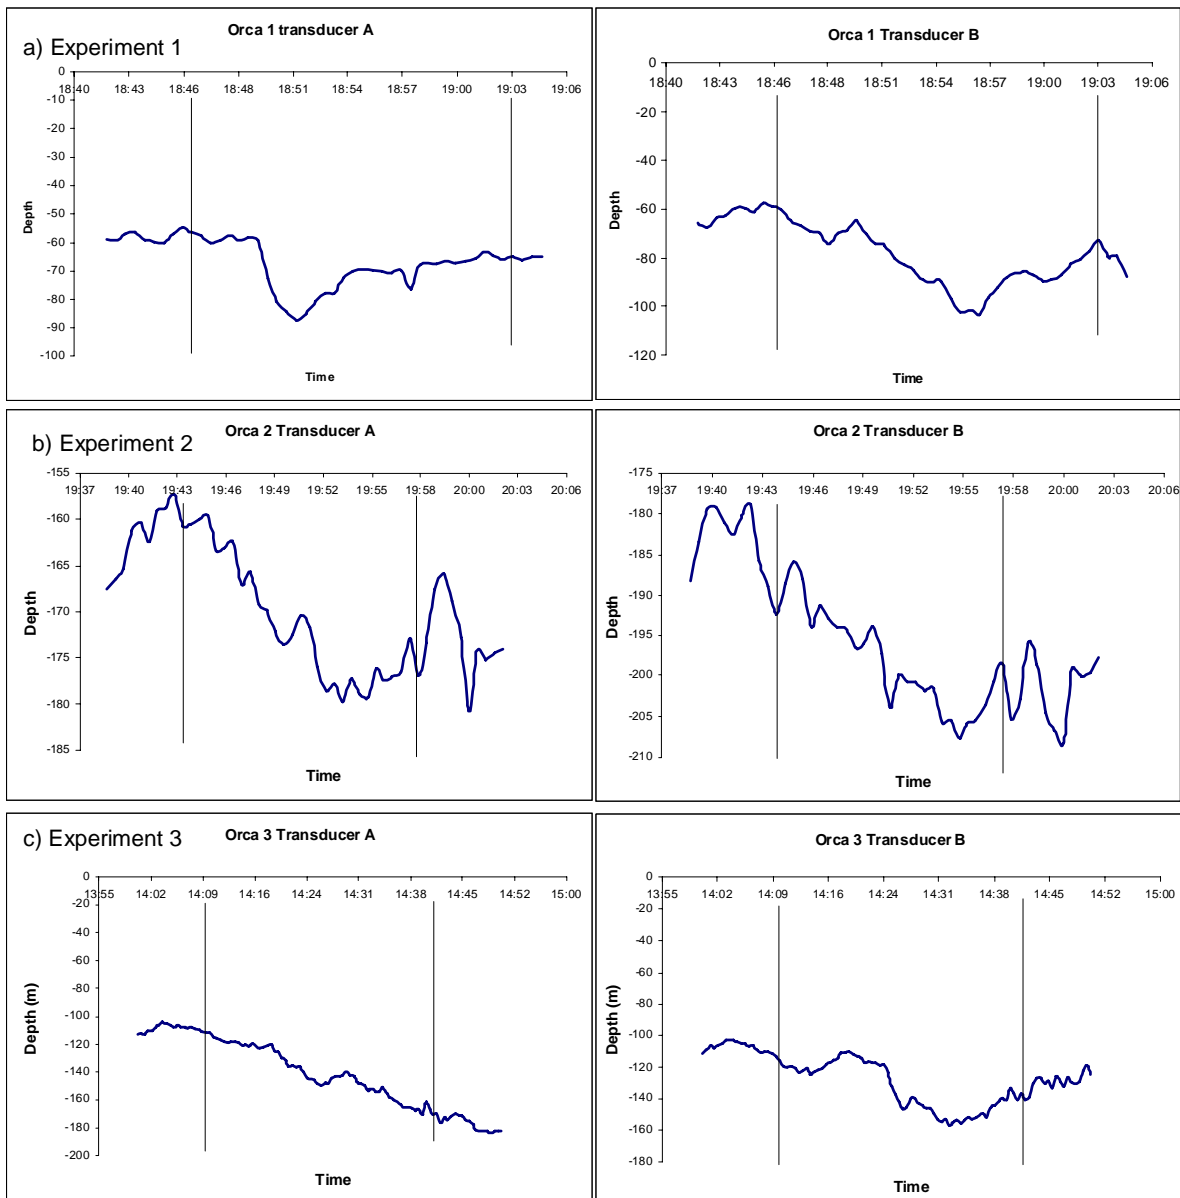 a) Experiment 1
Orca 1 transducer A
0
-10
-20
-30
-40
-50
-60
-70
-80
-90
-100
18:40 18:43 18:46 18:48 18:51 18:54 18:57 19:00 19:03 19:06
Depth
Time
Orca 1 Transducer B
0
-20
-40
-60
-80
-100
-120
18:40 18:43 18:46 18:48 18:51 18:54 18:57 19:00 19:03 19:06
Depth
Time
b) Experiment 2
Orca 2 Transducer A
-155
-160
-165
-170
-175
-180
-185
19:37 19:40 19:43 19:46 19:49 19:52 19:55 19:58 20:00 20:03 20:06
Depth
Time
Orca 2 Transducer B
-175
-180
-185
-190
-195
-200
-205
-210
19:37 19:40 19:43 19:46 19:49 19:52 19:55 19:58 20:00 20:03 20:06
Depth
Time
c) Experiment 3
Orca 3 Transducer A
0
-20
-40
-60
-80
-100
-120
-140
-160
-180
-200
13:55 14:02 14:09 14:16 14:24 14:31 14:38 14:45 14:52 15:00
Depth (m)
Time
Orca 3 Transducer B
0
-20
-40
-60
-80
-100
-120
-140
-160
-180
13:55 14:02 14:09 14:16 14:24 14:31 14:38 14:45 14:52 15:00
Depth (m)
Time